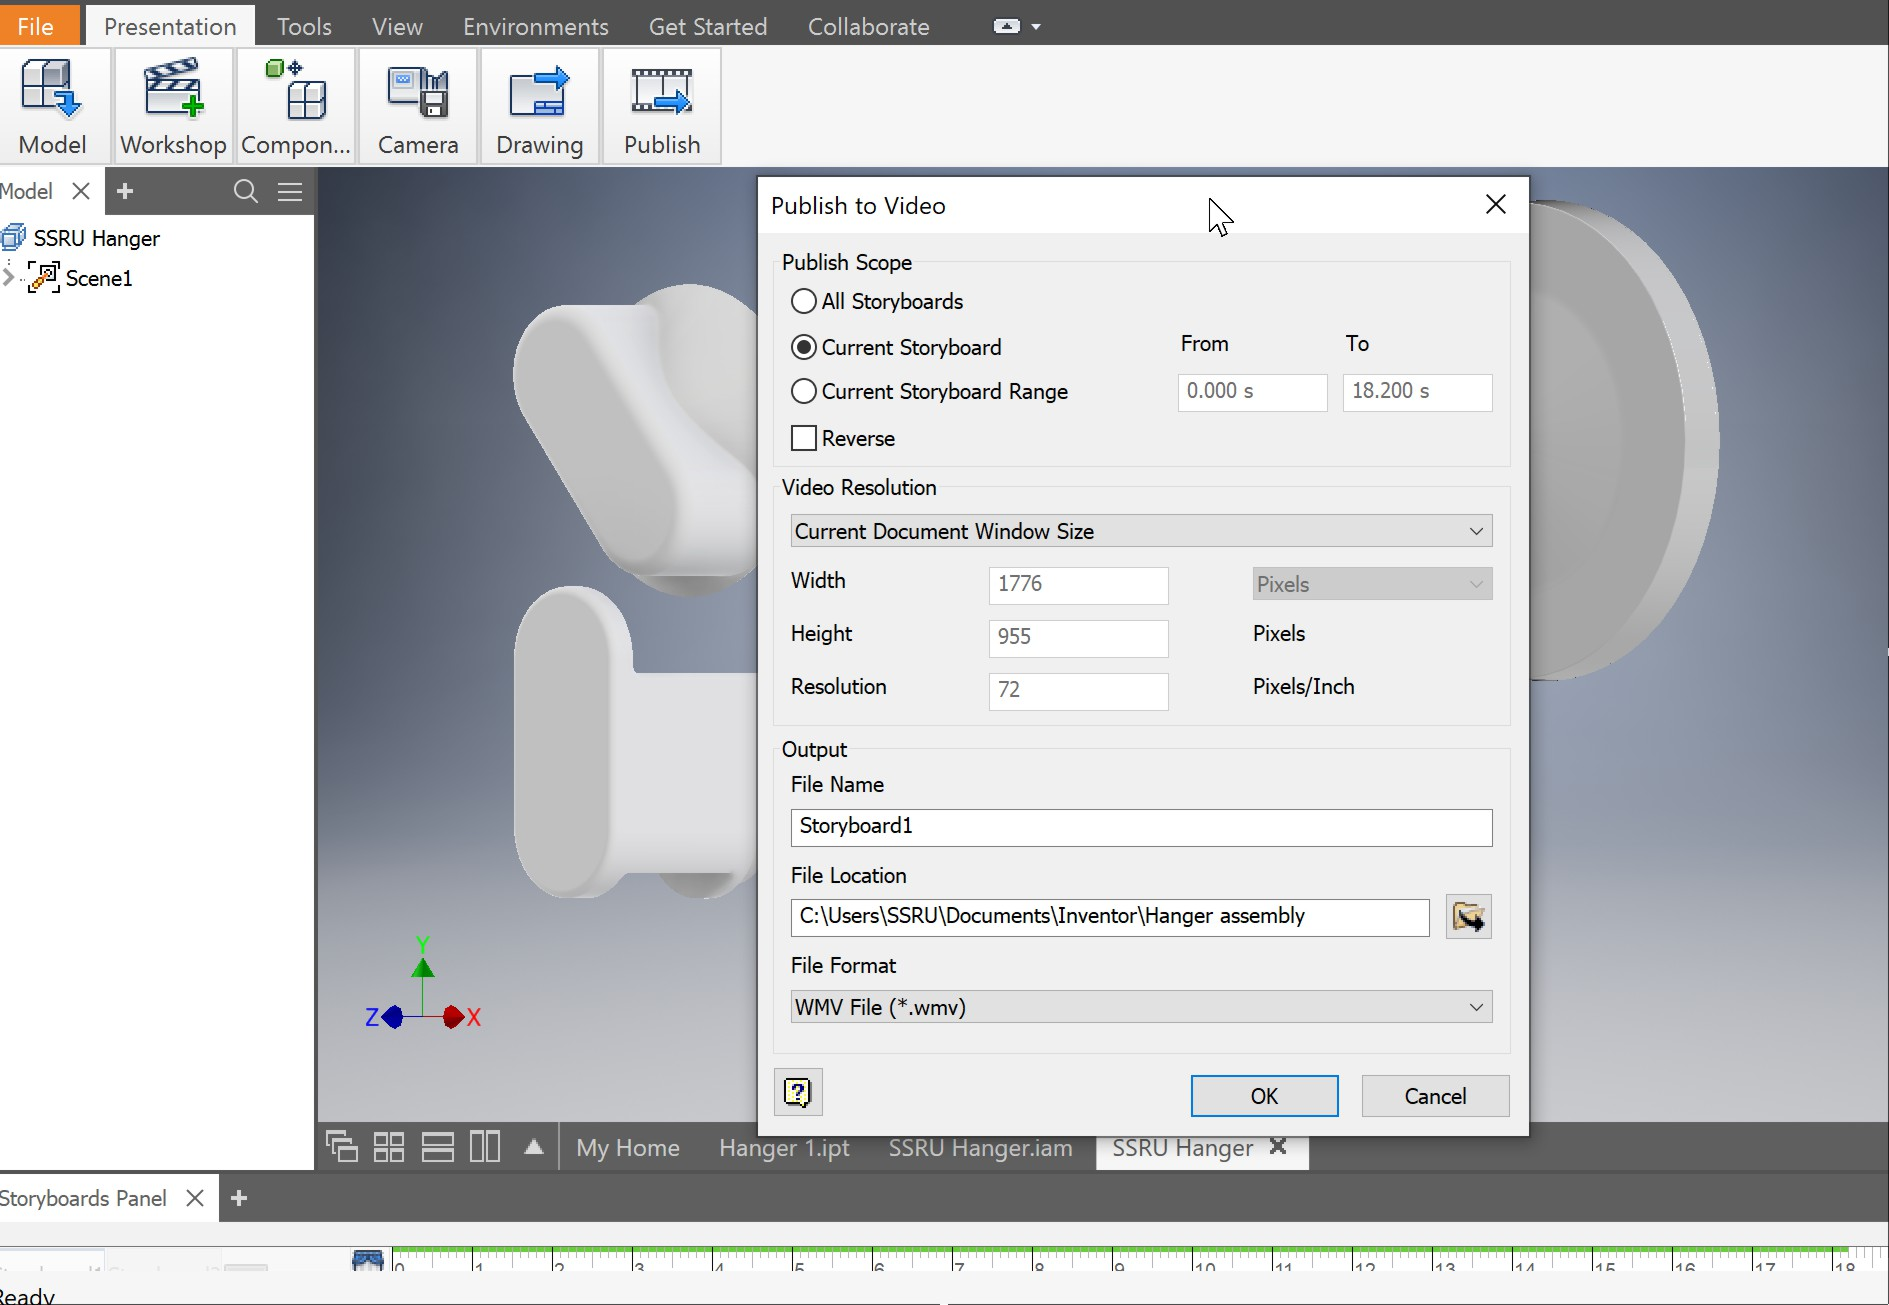 File Presentation Tools View Environments Get Started Collaborate
Model Workshop Compon... Camera Drawing Publish
Model
SSRU Hanger
Scene1
Publish to Video
Publish Scope
All Storyboards
Current Storyboard From To
Current Storyboard Range 0.000 s 18.200 s
Reverse
Video Resolution
Current Document Window Size
Width 1776 Pixels
Height 955 Pixels
Resolution 72 Pixels/Inch
Output
File Name
Storyboard1
File Location
C:\Users\SSRU\Documents\Inventor\Hanger assembly
File Format
WMV File (*.wmv)
OK Cancel
Y
Z X
My Home Hanger 1.ipt SSRU Hanger.iam SSRU Hanger
Storyboards Panel
0 1 2 3 4 5 6 7 8 9 10 11 12 13 14 15 16 17 18
Ready